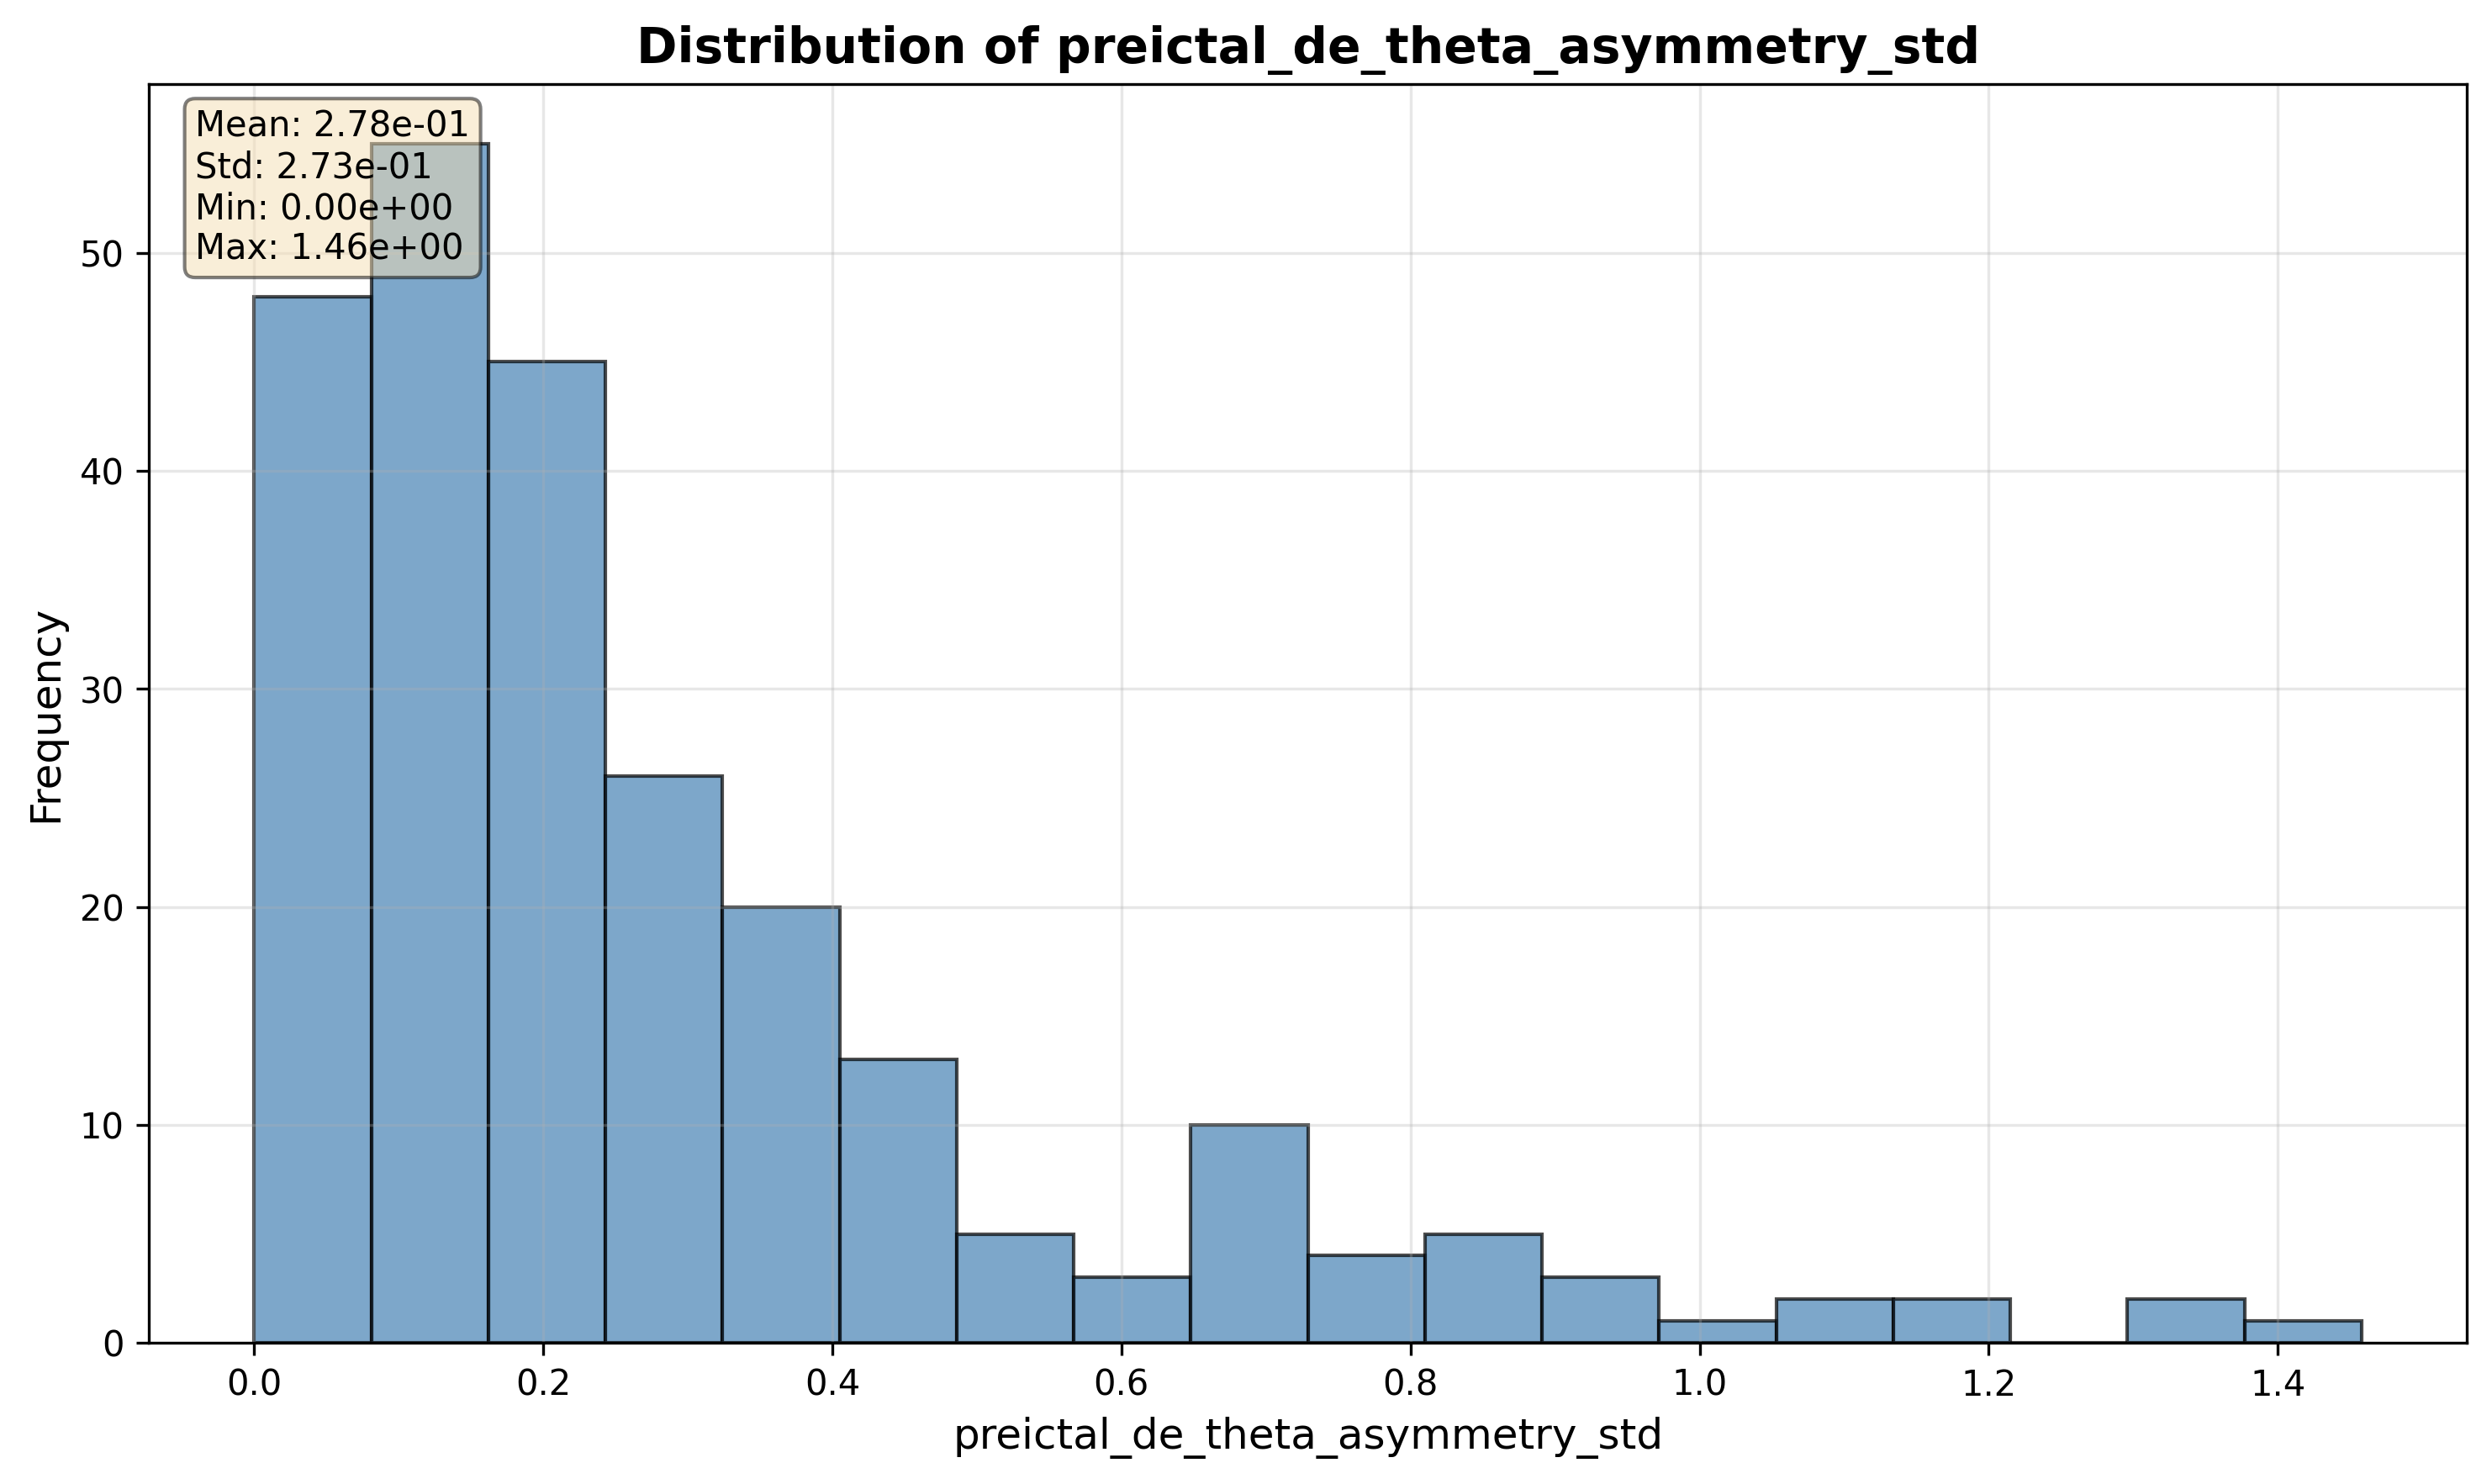 Distribution of preictal_de_theta_asymmetry_std
Mean: 2.78e-01
Std: 2.73e-01
Min: 0.00e+00
Max: 1.46e+00
Frequency
50
40
30
20
10
0
0.0 0.2 0.4 0.6 0.8 1.0 1.2 1.4
preictal_de_theta_asymmetry_std